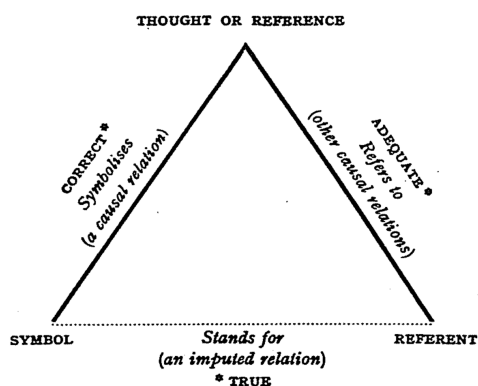 THOUGHT OR REFERENCE
CORRECT *
Symbolises
(a causal relation)
ADEQUATE *
Refers to
(other causal relations)
SYMBOL
Stands for
REFERENT
(an imputed relation)
* TRUE